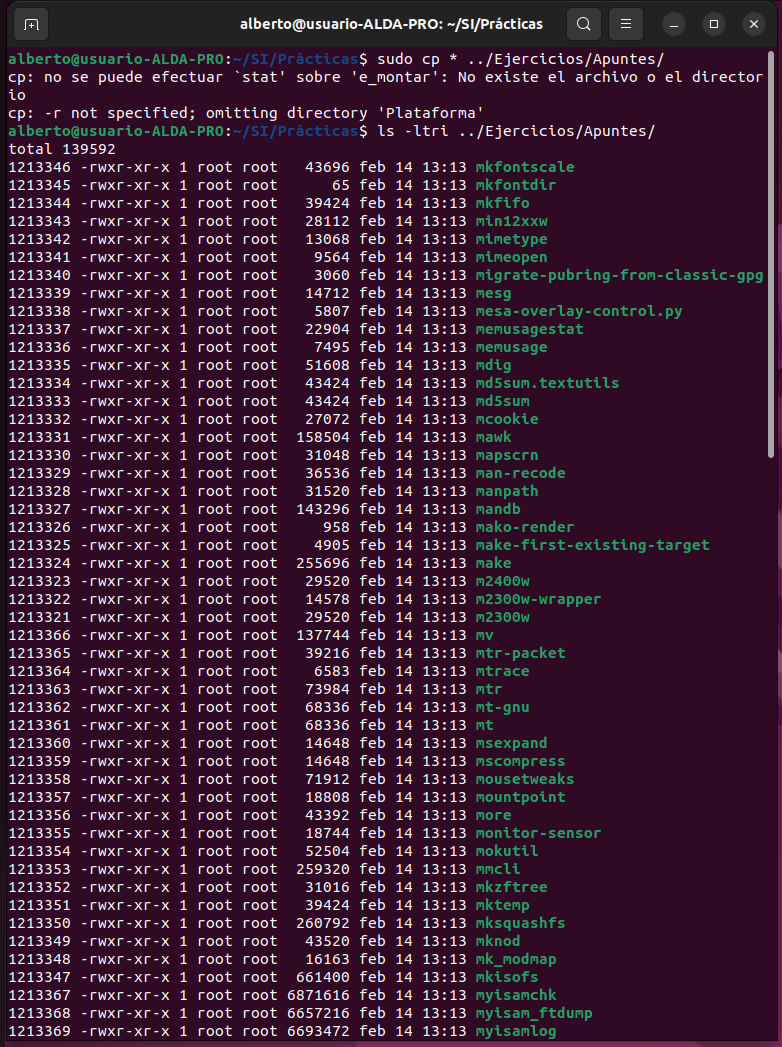 alberto@usuario-ALDA-PRO: ~/SI/Prácticas
alberto@usuario-ALDA-PRO:~/SI/Prácticas$ sudo cp * ../Ejercicios/Apuntes/
cp: no se puede efectuar `stat' sobre 'e_montar': No existe el archivo o el director
io
cp: -r not specified; omitting directory 'Plataforma'
alberto@usuario-ALDA-PRO:~/SI/Prácticas$ ls -ltri ../Ejercicios/Apuntes/
total 139592
1213346 -rwxr-xr-x 1 root root   43696 feb 14 13:13 mkfontscale
1213345 -rwxr-xr-x 1 root root      65 feb 14 13:13 mkfontdir
1213344 -rwxr-xr-x 1 root root   39424 feb 14 13:13 mkfifo
1213343 -rwxr-xr-x 1 root root   28112 feb 14 13:13 min12xxw
1213342 -rwxr-xr-x 1 root root   13068 feb 14 13:13 mimetype
1213341 -rwxr-xr-x 1 root root    9564 feb 14 13:13 mimeopen
1213340 -rwxr-xr-x 1 root root    3060 feb 14 13:13 migrate-pubring-from-classic-gpg
1213339 -rwxr-xr-x 1 root root   14712 feb 14 13:13 mesg
1213338 -rwxr-xr-x 1 root root    5807 feb 14 13:13 mesa-overlay-control.py
1213337 -rwxr-xr-x 1 root root   22904 feb 14 13:13 memusagestat
1213336 -rwxr-xr-x 1 root root    7495 feb 14 13:13 memusage
1213335 -rwxr-xr-x 1 root root   51608 feb 14 13:13 mdig
1213334 -rwxr-xr-x 1 root root   43424 feb 14 13:13 md5sum.textutils
1213333 -rwxr-xr-x 1 root root   43424 feb 14 13:13 md5sum
1213332 -rwxr-xr-x 1 root root   27072 feb 14 13:13 mcookie
1213331 -rwxr-xr-x 1 root root  158504 feb 14 13:13 mawk
1213330 -rwxr-xr-x 1 root root   31048 feb 14 13:13 mapscrn
1213329 -rwxr-xr-x 1 root root   36536 feb 14 13:13 man-recode
1213328 -rwxr-xr-x 1 root root   31520 feb 14 13:13 manpath
1213327 -rwxr-xr-x 1 root root  143296 feb 14 13:13 mandb
1213326 -rwxr-xr-x 1 root root     958 feb 14 13:13 mako-render
1213325 -rwxr-xr-x 1 root root    4905 feb 14 13:13 make-first-existing-target
1213324 -rwxr-xr-x 1 root root  255696 feb 14 13:13 make
1213323 -rwxr-xr-x 1 root root   29520 feb 14 13:13 m2400w
1213322 -rwxr-xr-x 1 root root   14578 feb 14 13:13 m2300w-wrapper
1213321 -rwxr-xr-x 1 root root   29520 feb 14 13:13 m2300w
1213366 -rwxr-xr-x 1 root root  137744 feb 14 13:13 mv
1213365 -rwxr-xr-x 1 root root   39216 feb 14 13:13 mtr-packet
1213364 -rwxr-xr-x 1 root root    6583 feb 14 13:13 mtrace
1213363 -rwxr-xr-x 1 root root   73984 feb 14 13:13 mtr
1213362 -rwxr-xr-x 1 root root   68336 feb 14 13:13 mt-gnu
1213361 -rwxr-xr-x 1 root root   68336 feb 14 13:13 mt
1213360 -rwxr-xr-x 1 root root   14648 feb 14 13:13 msexpand
1213359 -rwxr-xr-x 1 root root   14648 feb 14 13:13 mscompress
1213358 -rwxr-xr-x 1 root root   71912 feb 14 13:13 mousetweaks
1213357 -rwxr-xr-x 1 root root   18808 feb 14 13:13 mountpoint
1213356 -rwxr-xr-x 1 root root   43392 feb 14 13:13 more
1213355 -rwxr-xr-x 1 root root   18744 feb 14 13:13 monitor-sensor
1213354 -rwxr-xr-x 1 root root   52504 feb 14 13:13 mokutil
1213353 -rwxr-xr-x 1 root root  259320 feb 14 13:13 mmcli
1213352 -rwxr-xr-x 1 root root   31016 feb 14 13:13 mkzftree
1213351 -rwxr-xr-x 1 root root   39424 feb 14 13:13 mktemp
1213350 -rwxr-xr-x 1 root root  260792 feb 14 13:13 mksquashfs
1213349 -rwxr-xr-x 1 root root   43520 feb 14 13:13 mknod
1213348 -rwxr-xr-x 1 root root   16163 feb 14 13:13 mk_modmap
1213347 -rwxr-xr-x 1 root root  661400 feb 14 13:13 mkisofs
1213367 -rwxr-xr-x 1 root root 6871616 feb 14 13:13 myisamchk
1213368 -rwxr-xr-x 1 root root 6657216 feb 14 13:13 myisam_ftdump
1213369 -rwxr-xr-x 1 root root 6693472 feb 14 13:13 myisamlog